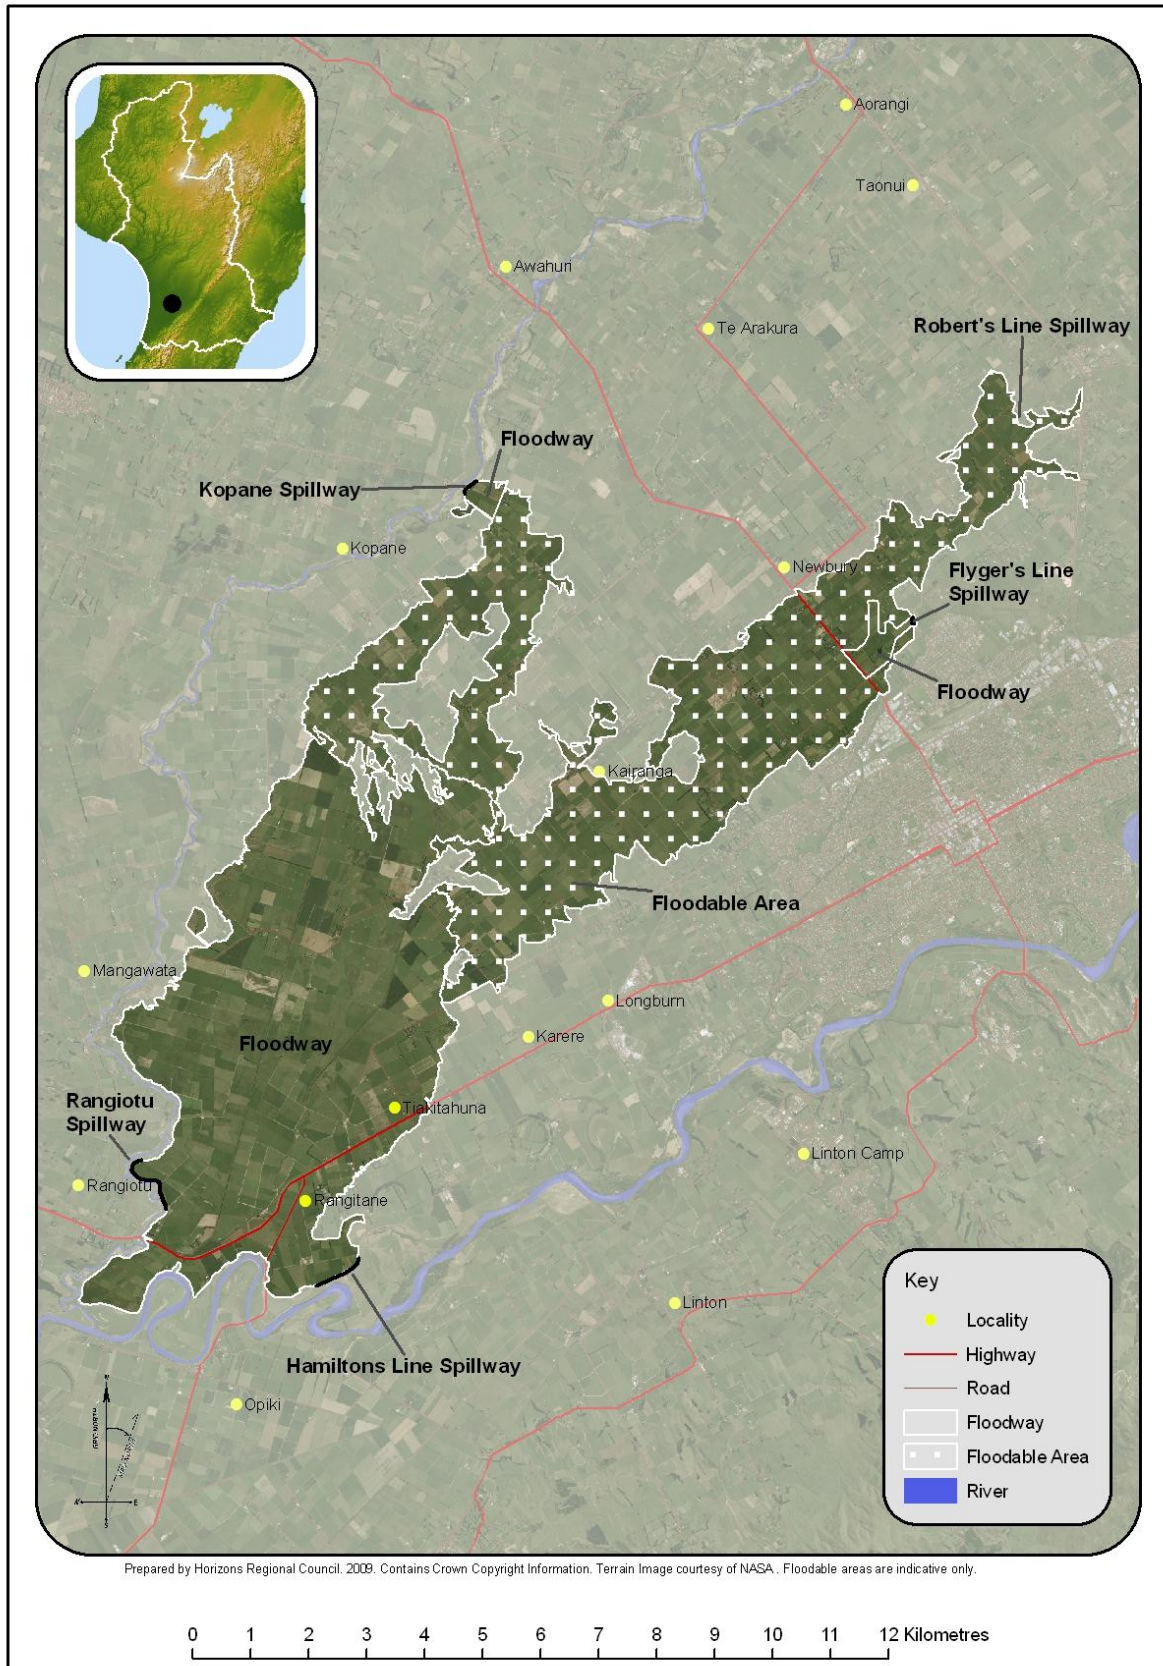 Aorangi
Taonui
Awahuri
Te Arakura
Robert's Line Spillway
Floodway
Kopane Spillway
Kopane
Newbury
Flyger's Line
Spillway
Floodway
Kairanga
Floodable Area
Mangawata
Longburn
Karere
Floodway
Rangiotu
Spillway
Tiakitahuna
Linton Camp
Rangiotu
Rangitane
Linton
Hamiltons Line Spillway
Opiki
Key
Locality
Highway
Road
Floodway
Floodable Area
River
N
E
S
Prepared by Horizons Regional Council. 2009. Contains Crown Copyright Information. Terrain Image courtesy of NASA . Floodable areas are indicative only.
0 1 2 3 4 5 6 7 8 9 10 11 12 Kilometres